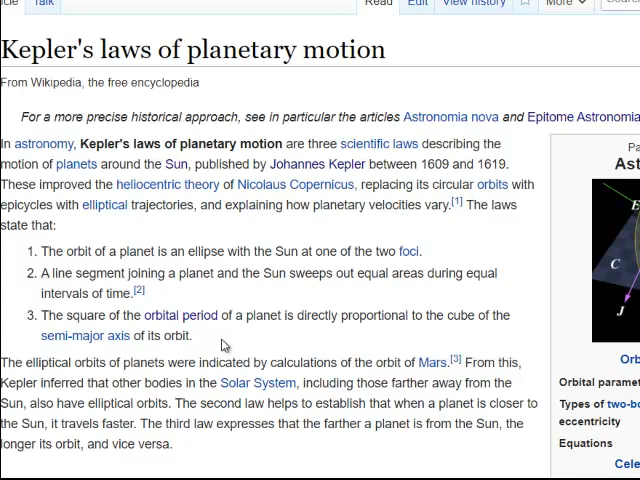 Talk
Read Edit View history More
Kepler's laws of planetary motion
From Wikipedia, the free encyclopedia
For a more precise historical approach, see in particular the articles Astronomia nova and Epitome Astronomia
In astronomy, Kepler's laws of planetary motion are three scientific laws describing the
motion of planets around the Sun, published by Johannes Kepler between 1609 and 1619.
These improved the heliocentric theory of Nicolaus Copernicus, replacing its circular orbits with
epicycles with elliptical trajectories, and explaining how planetary velocities vary.[1] The laws
state that:
1. The orbit of a planet is an ellipse with the Sun at one of the two foci.
2. A line segment joining a planet and the Sun sweeps out equal areas during equal
intervals of time.[2]
3. The square of the orbital period of a planet is directly proportional to the cube of the
semi-major axis of its orbit.
The elliptical orbits of planets were indicated by calculations of the orbit of Mars.[3] From this,
Kepler inferred that other bodies in the Solar System, including those farther away from the
Sun, also have elliptical orbits. The second law helps to establish that when a planet is closer to
the Sun, it travels faster. The third law expresses that the farther a planet is from the Sun, the
longer its orbit, and vice versa.
Pa
Ast
E
C
J
Orb
Orbital parame
Types of two-bo
eccentricity
Equations
Cele